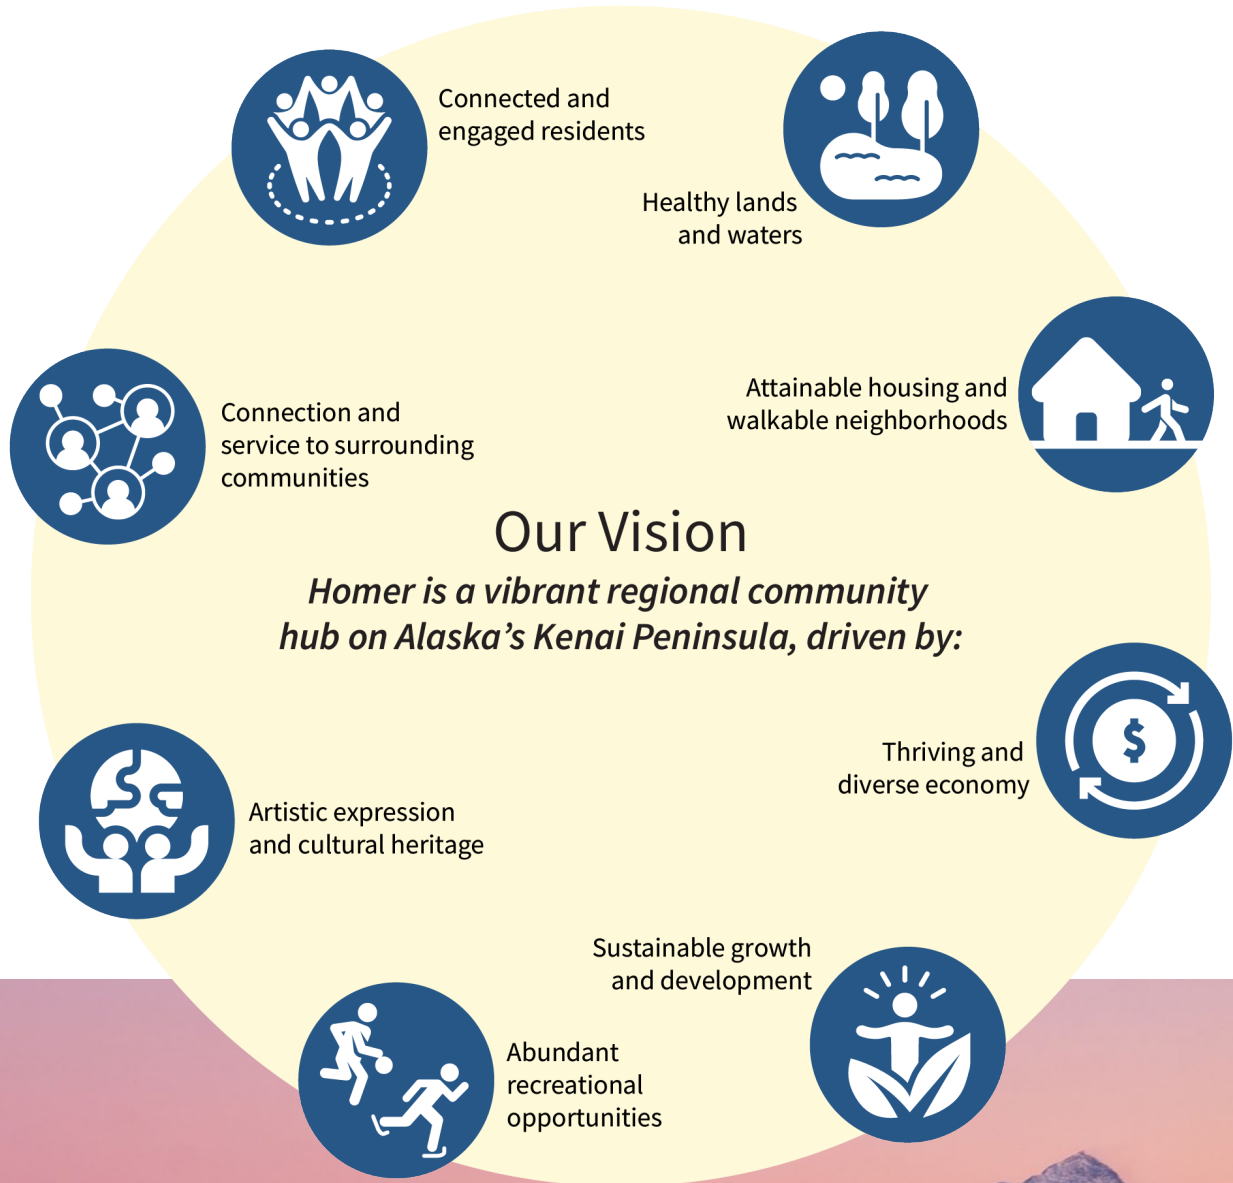 Connected and
engaged residents
Healthy lands
and waters
Attainable housing and
walkable neighborhoods
Connection and
service to surrounding
communities
Our Vision
Homer is a vibrant regional community
hub on Alaska’s Kenai Peninsula, driven by:
Thriving and
diverse economy
$
Artistic expression
and cultural heritage
Sustainable growth
and development
Abundant
recreational
opportunities